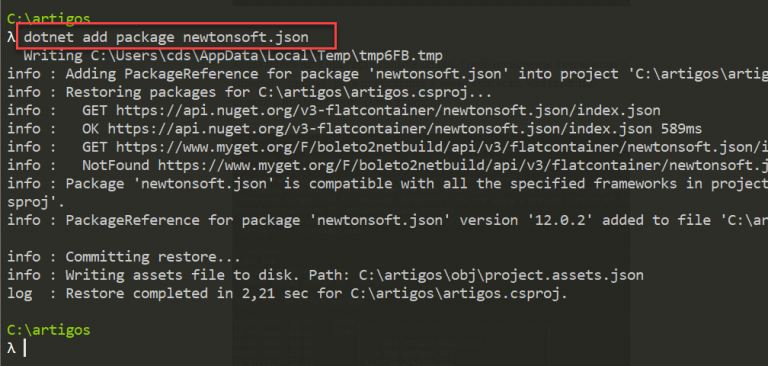 C:\artigos
λ dotnet add package newtonsoft.json
Writing C:\Users\cds\AppData\Local\Temp\tmp6FB.tmp
info : Adding PackageReference for package 'newtonsoft.json' into project 'C:\artigos\artig
info : Restoring packages for C:\artigos\artigos.csproj...
info :   GET https://api.nuget.org/v3-flatcontainer/newtonsoft.json/index.json
info :   OK https://api.nuget.org/v3-flatcontainer/newtonsoft.json/index.json 589ms
info :   GET https://www.myget.org/F/boleto2netbuild/api/v3/flatcontainer/newtonsoft.json/i
info :   NotFound https://www.myget.org/F/boleto2netbuild/api/v3/flatcontainer/newtonsoft.j
info : Package 'newtonsoft.json' is compatible with all the specified frameworks in project
sproj'.
info : PackageReference for package 'newtonsoft.json' version '12.0.2' added to file 'C:\ar
info : Committing restore...
info : Writing assets file to disk. Path: C:\artigos\obj\project.assets.json
log  : Restore completed in 2,21 sec for C:\artigos\artigos.csproj.
C:\artigos
λ